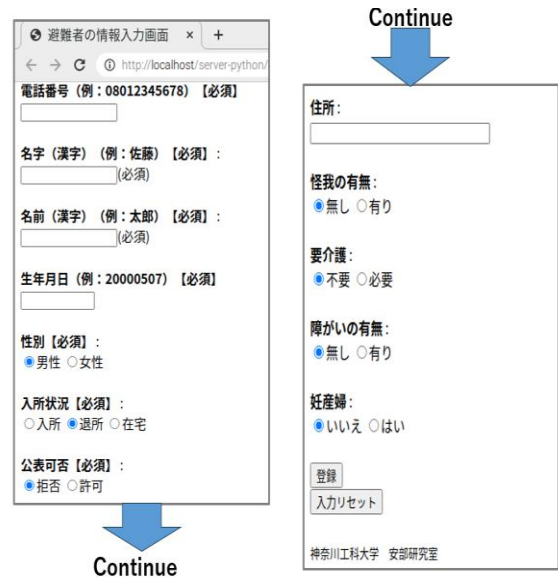 避難者の情報入力画面 × +
http://localhost/server-python/
電話番号（例：08012345678）【必須】
名字（漢字）（例：佐藤）【必須】:
(必須)
名前（漢字）（例：太郎）【必須】:
(必須)
生年月日（例：20000507）【必須】
性別【必須】:
男性 女性
入所状況【必須】:
入所 退所 在宅
公表可否【必須】:
拒否 許可
Continue
Continue
住所:
怪我の有無:
無し 有り
要介護:
不要 必要
障がいの有無:
無し 有り
妊産婦:
いいえ はい
登録
入力リセット
神奈川工科大学 安部研究室